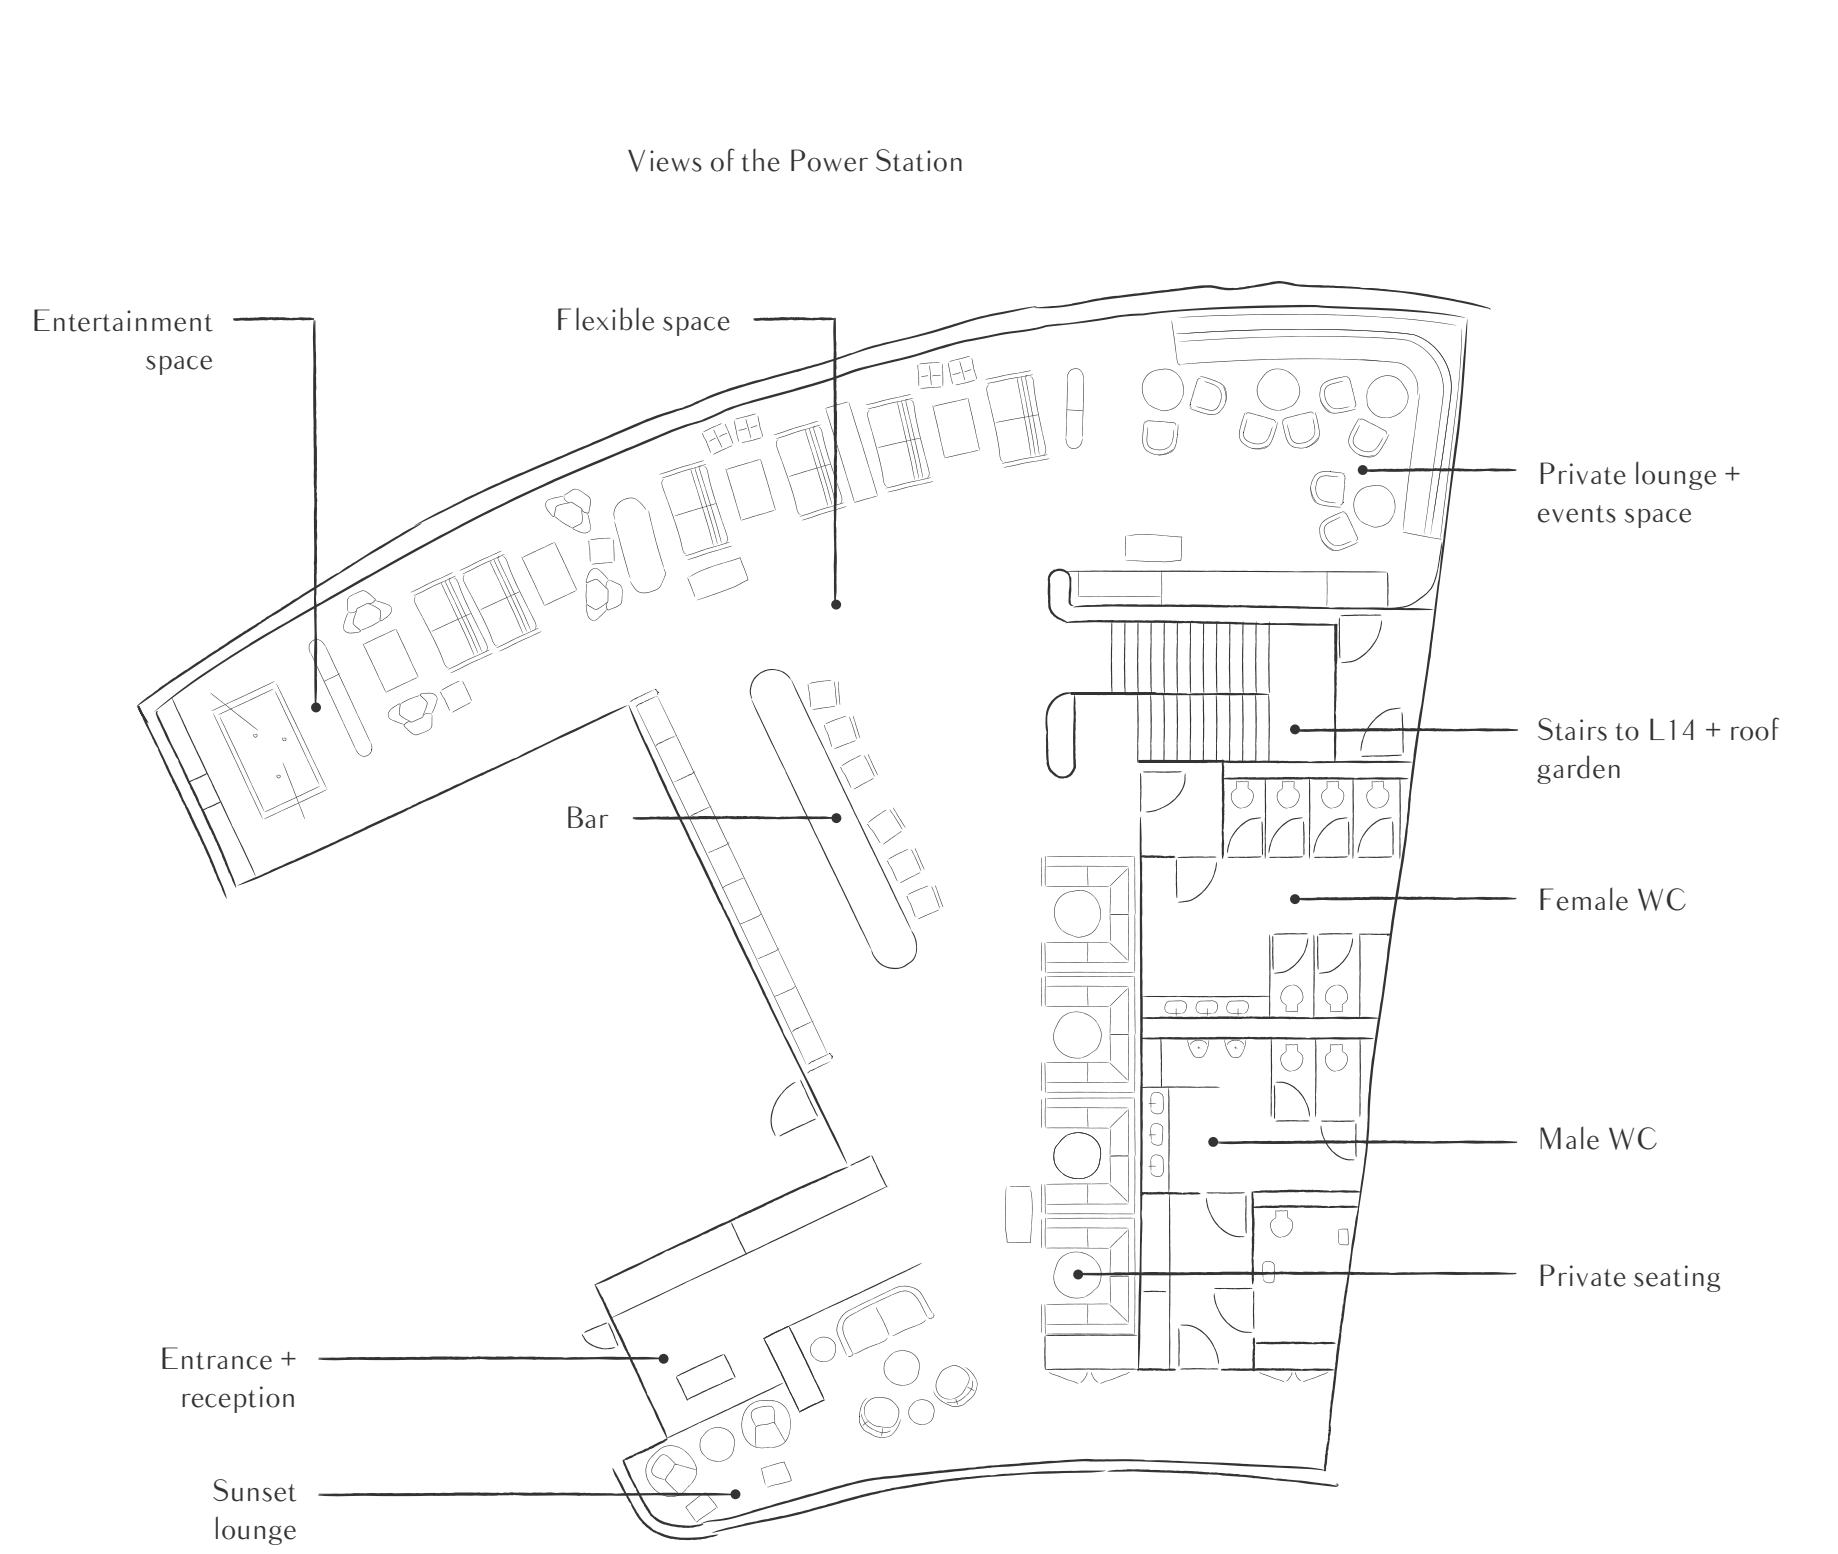 Views of the Power Station
Entertainment
space
Flexible space
Private lounge +
events space
Stairs to L14 + roof
garden
Bar
Female WC
Male WC
Private seating
Entrance +
reception
Sunset
lounge